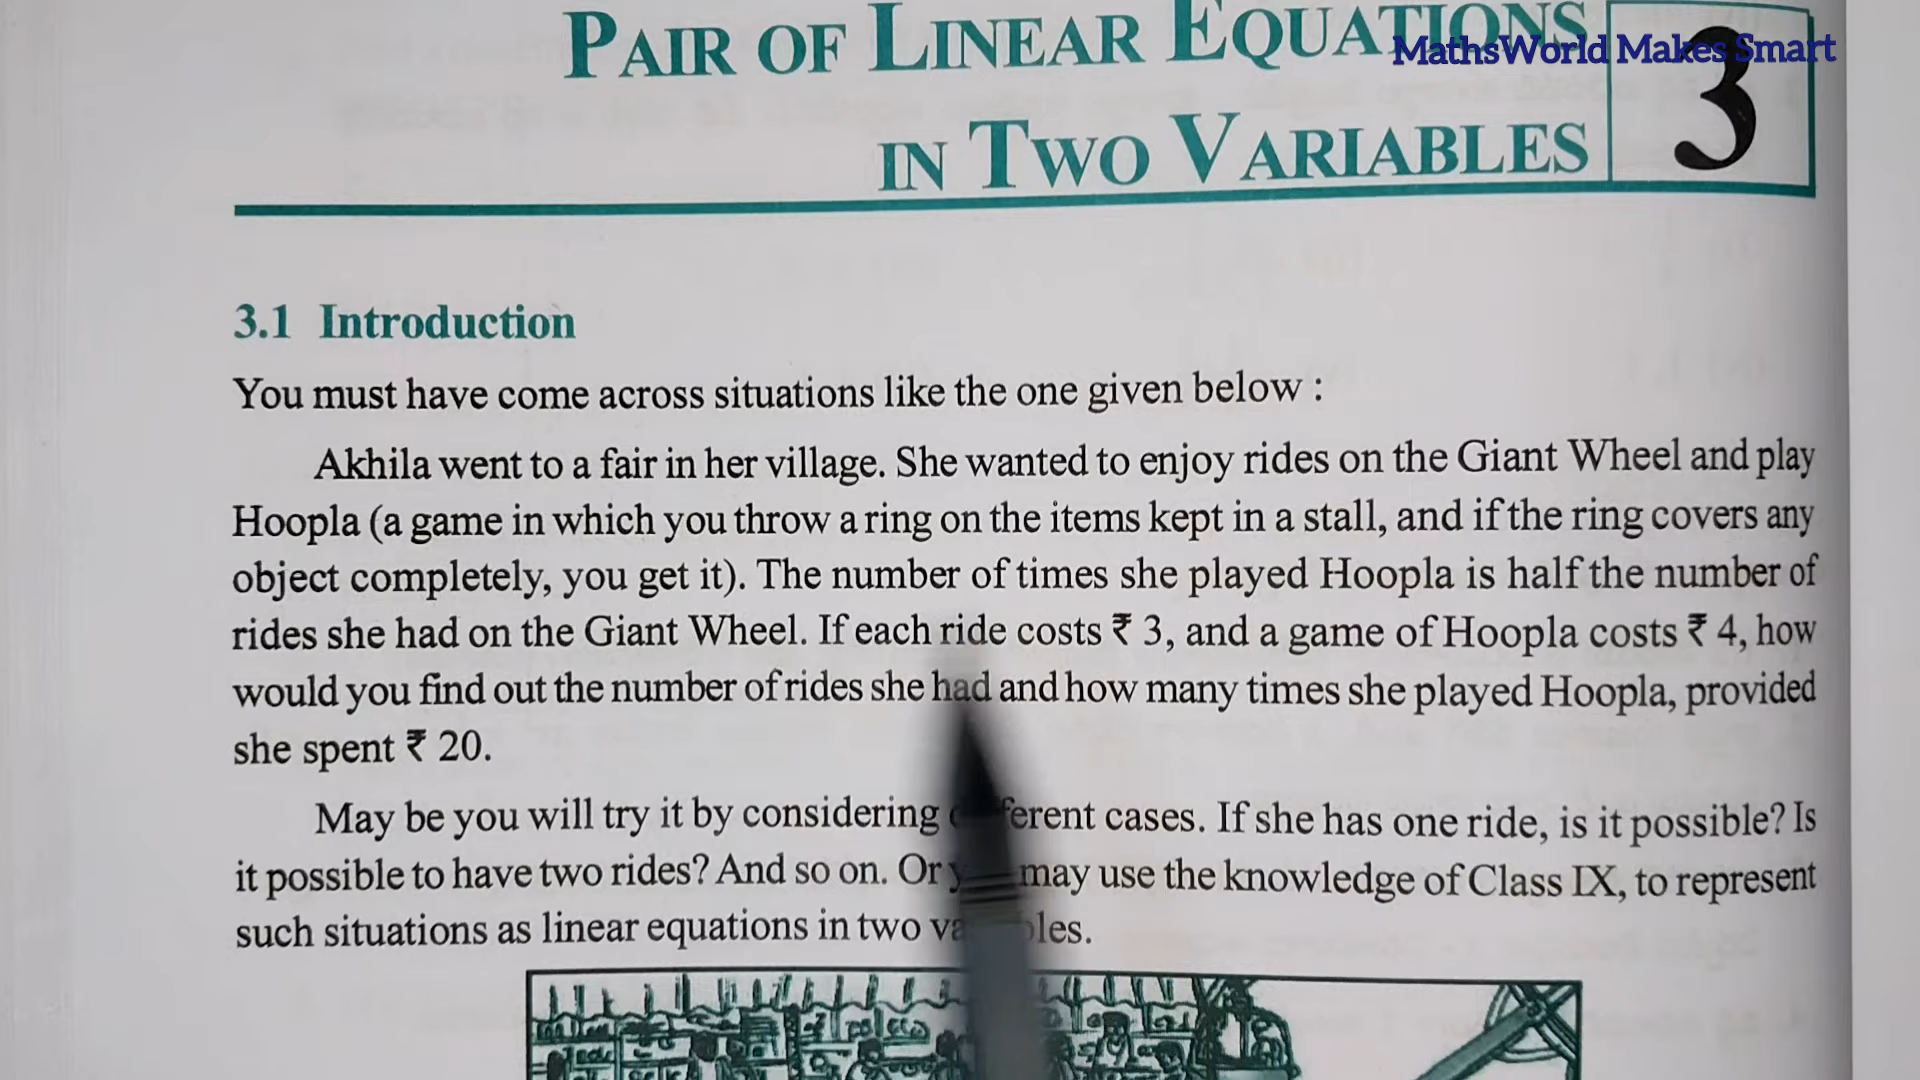 PAIR OF LINEAR EQUATIONS
MathsWorld Makes Smart
IN TWO VARIABLES
3
3.1 Introduction
You must have come across situations like the one given below :
Akhila went to a fair in her village. She wanted to enjoy rides on the Giant Wheel and play
Hoopla (a game in which you throw a ring on the items kept in a stall, and if the ring covers any
object completely, you get it). The number of times she played Hoopla is half the number of
rides she had on the Giant Wheel. If each ride costs ₹ 3, and a game of Hoopla costs ₹ 4, how
would you find out the number of rides she had and how many times she played Hoopla, provided
she spent ₹ 20.
May be you will try it by considering cases. If she has one ride, is it possible? Is
it possible to have two rides? And so on. Or may use the knowledge of Class IX, to represent
such situations as linear equations in two